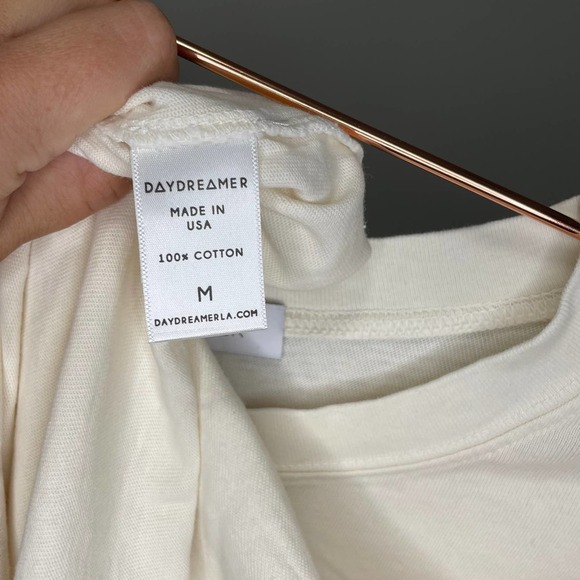 DAYDREAMER
MADE IN
USA
100% COTTON
M
DAYDREAMERLA.COM